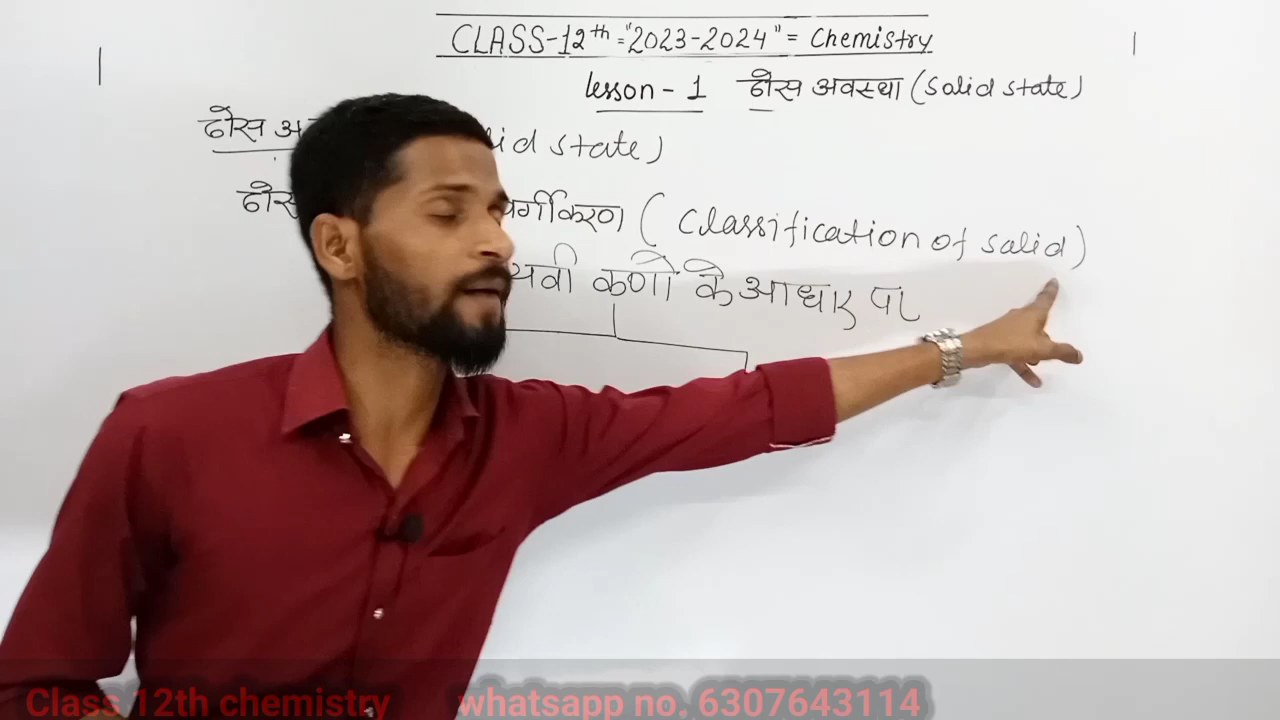 CLASS-12th = "2023-2024" = Chemistry
lesson - 1 ठोस अवस्था (Solid state)
ठोस state)
वर्गीकरण (Classification of Solid)
कणों के आधार पर
Class 12th chemistry whatsapp no. 6307643114